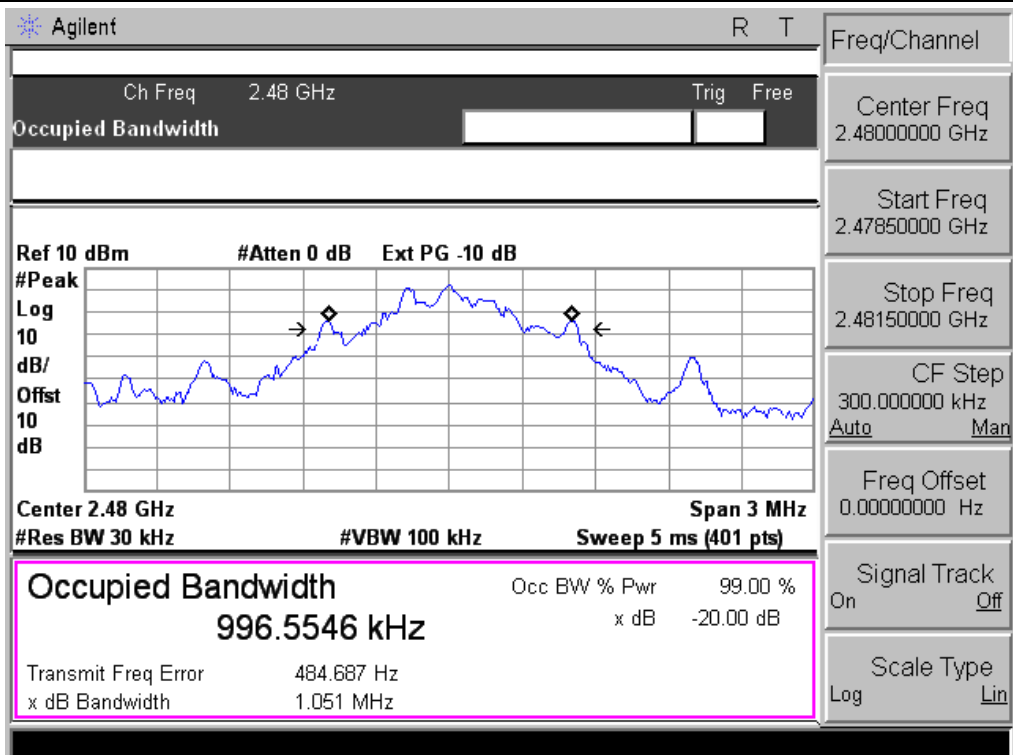 Agilent R T
Ch Freq 2.48 GHz Trig Free
Occupied Bandwidth
Ref 10 dBm #Atten 0 dB Ext PG -10 dB
#Peak
Log
10
dB/
Offst
10
dB
Center 2.48 GHz Span 3 MHz
#Res BW 30 kHz #VBW 100 kHz Sweep 5 ms (401 pts)
Occupied Bandwidth Occ BW % Pwr 99.00 %
996.5546 kHz x dB -20.00 dB
Transmit Freq Error 484.687 Hz
x dB Bandwidth 1.051 MHz
Freq/Channel
Center Freq
2.48000000 GHz
Start Freq
2.47850000 GHz
Stop Freq
2.48150000 GHz
CF Step
300.000000 kHz
Auto Man
Freq Offset
0.00000000 Hz
Signal Track
On Off
Scale Type
Log Lin